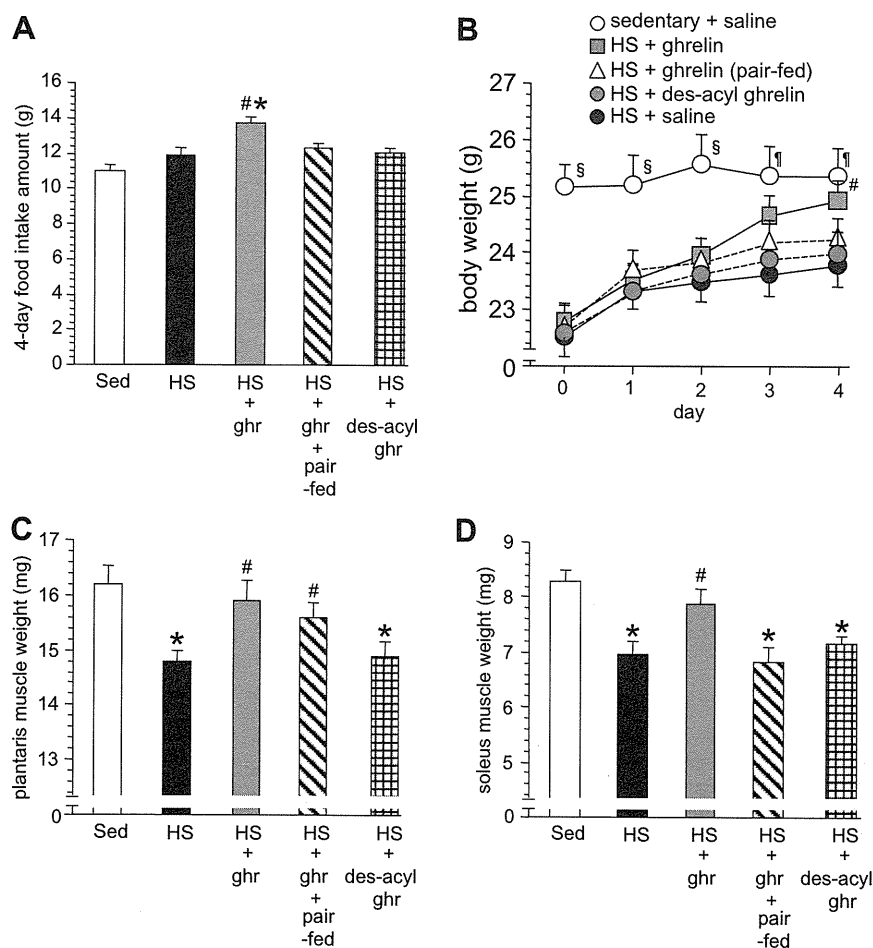 A
4-day food intake amount (g)
16
14
12
10
8
6
4
2
0
#*
Sed
HS
HS
+
ghr
HS
+
ghr
+
pair
-fed
HS
+
des-acyl
ghr
B
sedentary + saline
HS + ghrelin
HS + ghrelin (pair-fed)
HS + des-acyl ghrelin
HS + saline
body weight (g)
27
26
25
24
23
0
§
§
§
¶
¶
#
0
1
2
3
4
day
C
plantaris muscle weight (mg)
17
16
15
14
13
0
*
#
#
*
Sed
HS
HS
+
ghr
HS
+
ghr
+
pair
-fed
HS
+
des-acyl
ghr
D
soleus muscle weight (mg)
9
8
7
6
5
0
*
#
*
*
Sed
HS
HS
+
ghr
HS
+
ghr
+
pair
-fed
HS
+
des-acyl
ghr